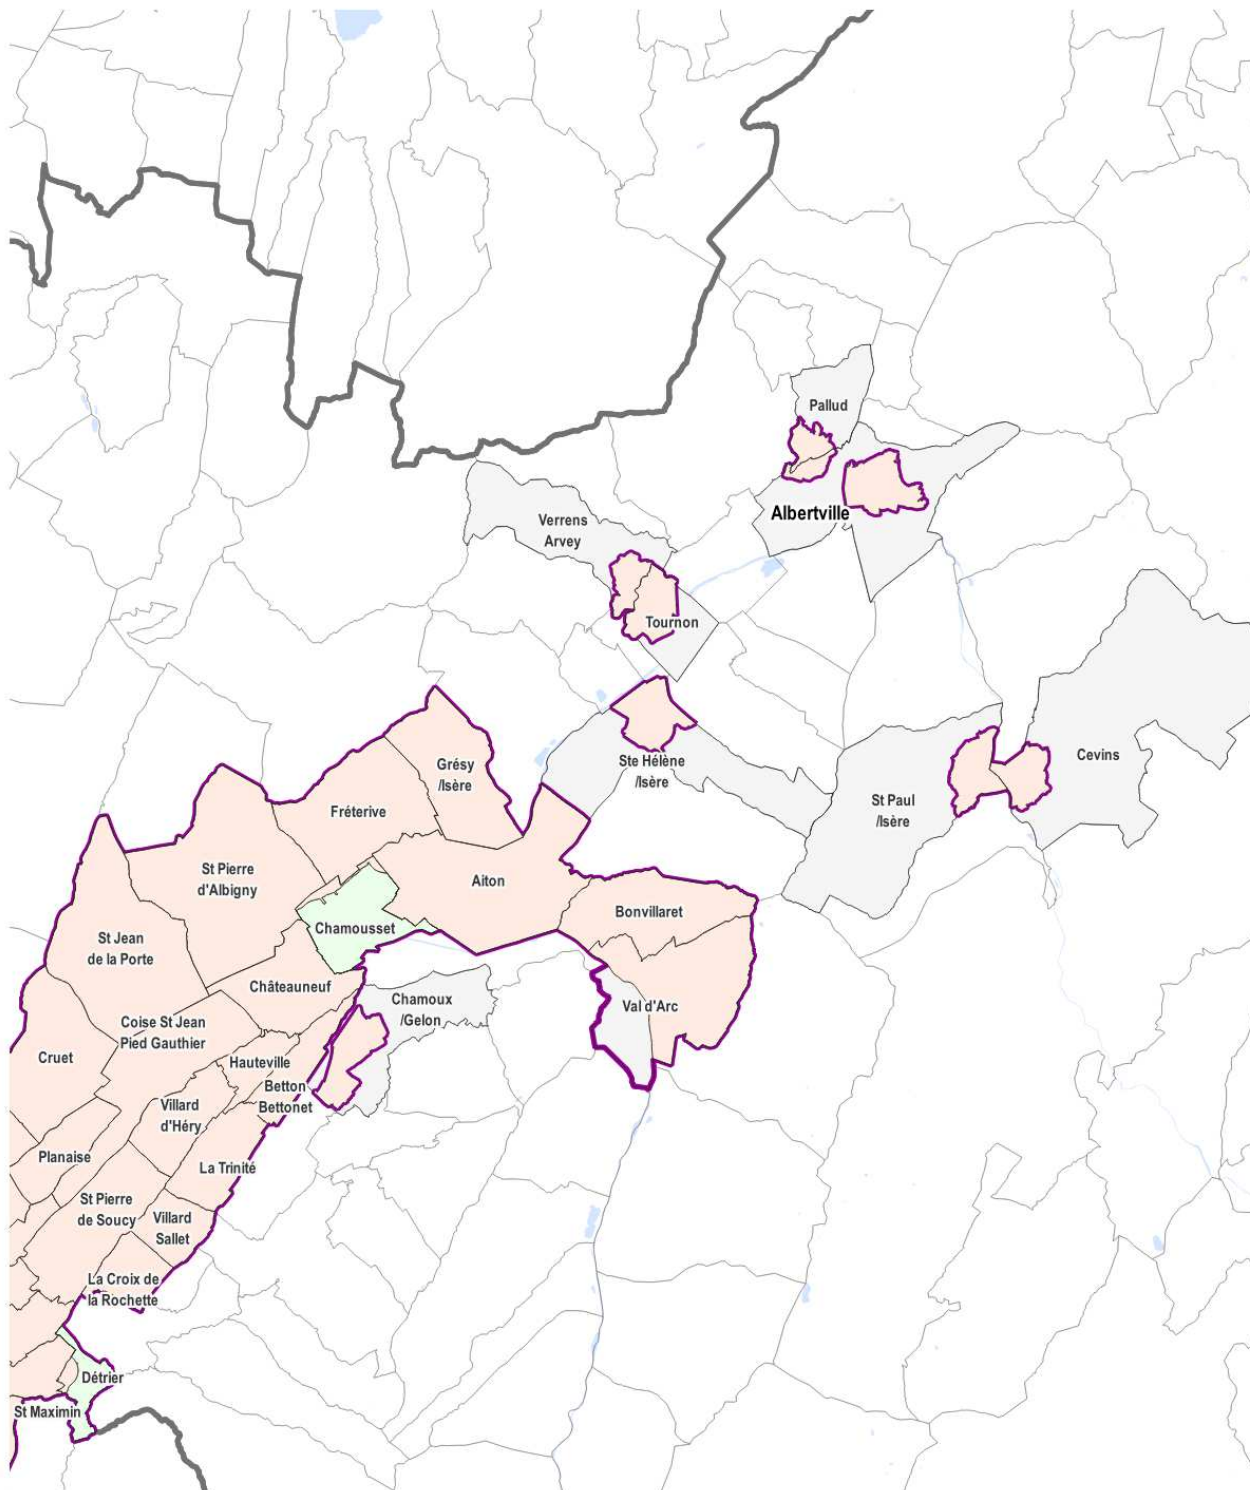 Pallud
Albertville
Verrens
Arvey
Tournon
Ste Hélène
/Isère
Cevins
St Paul
/Isère
Grésy
/Isère
Fréterive
St Pierre
d'Albigny
Aiton
Bonvillaret
Chamousset
St Jean
de la Porte
Châteauneuf
Chamoux
/Gelon
Val d'Arc
Coise St Jean
Pied Gauthier
Cruet
Hauteville
Betton
Bettonet
Villard
d'Héry
Planaise
La Trinité
St Pierre
de Soucy
Villard
Sallet
La Croix de
la Rochette
Détrier
St Maximin